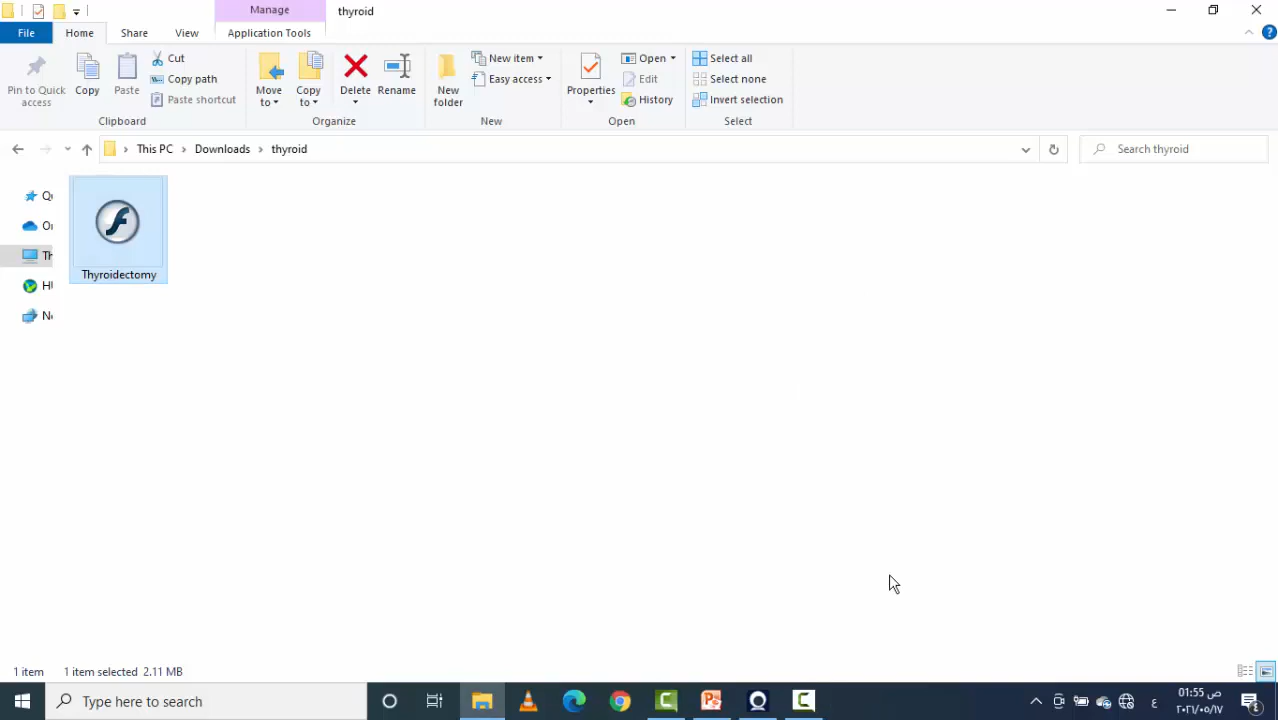 Manage
thyroid
File
Home
Share
View
Application Tools
Pin to Quick access
Copy
Paste
Cut
Copy path
Paste shortcut
Move to
Copy to
Delete
Rename
New folder
New item
Easy access
Properties
Open
Edit
History
Select all
Select none
Invert selection
Clipboard
Organize
New
Open
Select
This PC
Downloads
thyroid
Search thyroid
Thyroidectomy
1 item
1 item selected 2.11 MB
Type here to search
ع
01:55 ص
٢٠٢١/٠٥/١٧